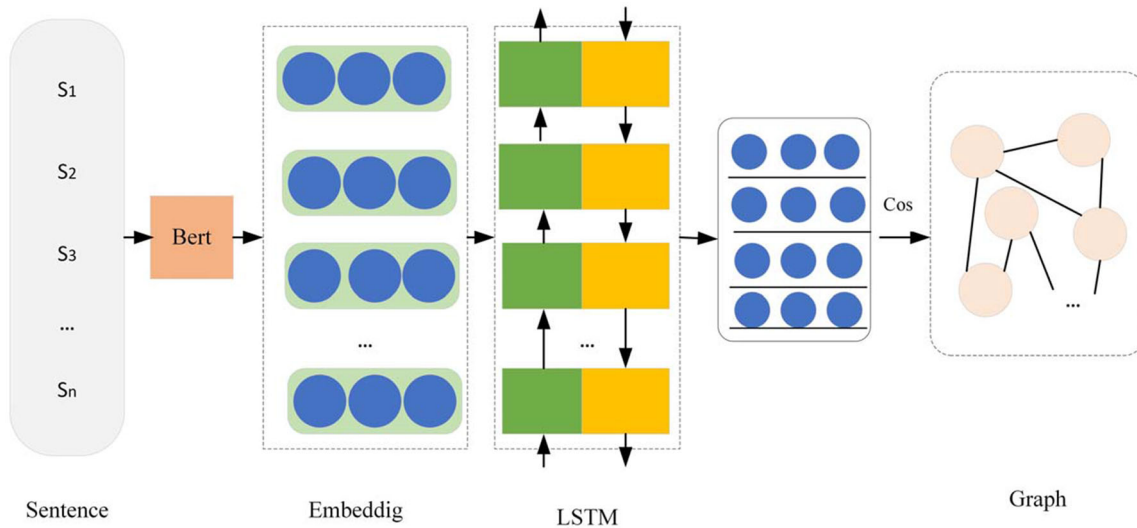 S1
S2
S3
...
Sn
Bert
...
...
Cos
...
Sentence
Embeddig
LSTM
Graph